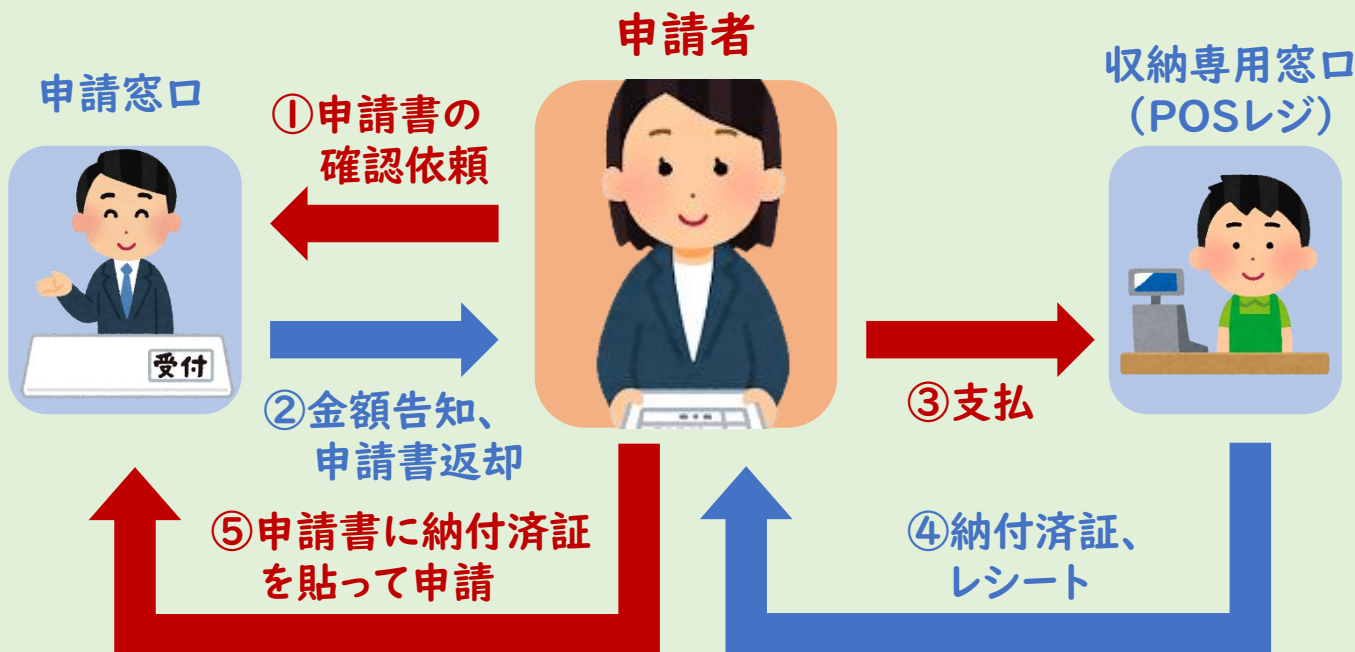 申請者
申請窓口
収納専用窓口
（POSレジ）
①申請書の
確認依頼
受付
②金額告知、
申請書返却
③支払
④納付済証、
レシート
⑤申請書に納付済証
を貼って申請